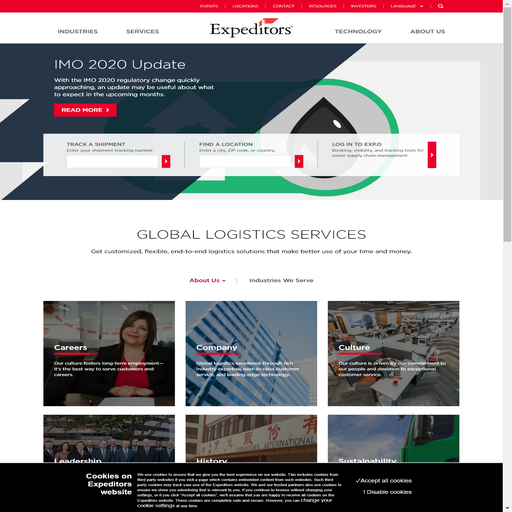 EVENTS LOCATIONS CONTACT RESOURCES INVESTORS LANGUAGE
INDUSTRIES SERVICES Expeditors® TECHNOLOGY ABOUT US
IMO 2020 Update
With the IMO 2020 regulatory change quickly
approaching, an update may be useful about what
to expect in the upcoming months.
READ MORE
TRACK A SHIPMENT
Enter your shipment tracking number.
FIND A LOCATION
Enter a city, ZIP code, or country.
LOG IN TO EXP.O
Booking, visibility, and tracking tools for
easier supply chain management.
GLOBAL LOGISTICS SERVICES
Get customized, flexible, end-to-end logistics solutions that make better use of your time and money.
About Us Industries We Serve
Careers
Our culture fosters long-term employment—
it's the best way to serve customers and
careers.
Company
Global logistics excellence through rich
industry expertise, best-in-class customer
service, and leading-edge technology.
Culture
Our culture is driven by our commitment to
our people and devotion to exceptional
customer service.
Leadership
History
INTERNATIONAL
Sustainability
Cookies on
Expeditors
website
We use cookies to ensure that we give you the best experience on our website. This includes cookies from
third party websites if you visit a page which contains embedded content from such websites. Such third
party cookies may track your use of the Expeditors website. We and our trusted partners also use cookies to
ensure we show you advertising that is relevant to you. If you continue to browse without changing your
settings, or if you click "Accept all cookies", we'll assume that you are happy to receive all cookies on the
Expeditors website. These cookies are completely safe and secure. However, you can change your
cookie settings at any time.
✓Accept all cookies
! Disable cookies